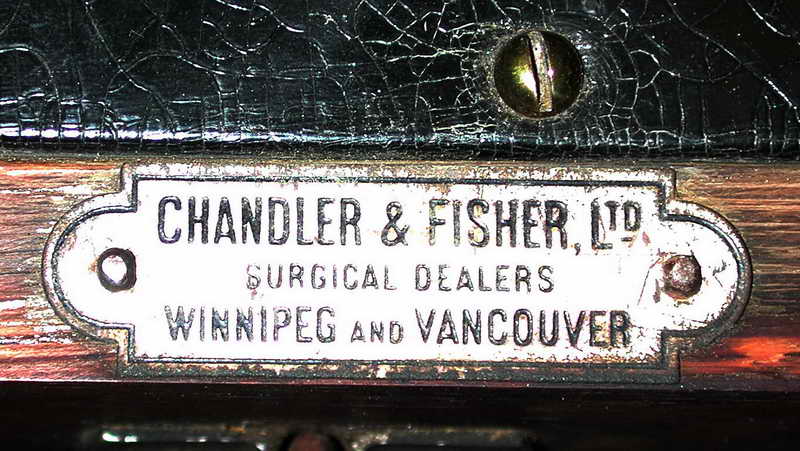 CHANDLER & FISHER, LTD
SURGICAL DEALERS
WINNIPEG AND VANCOUVER